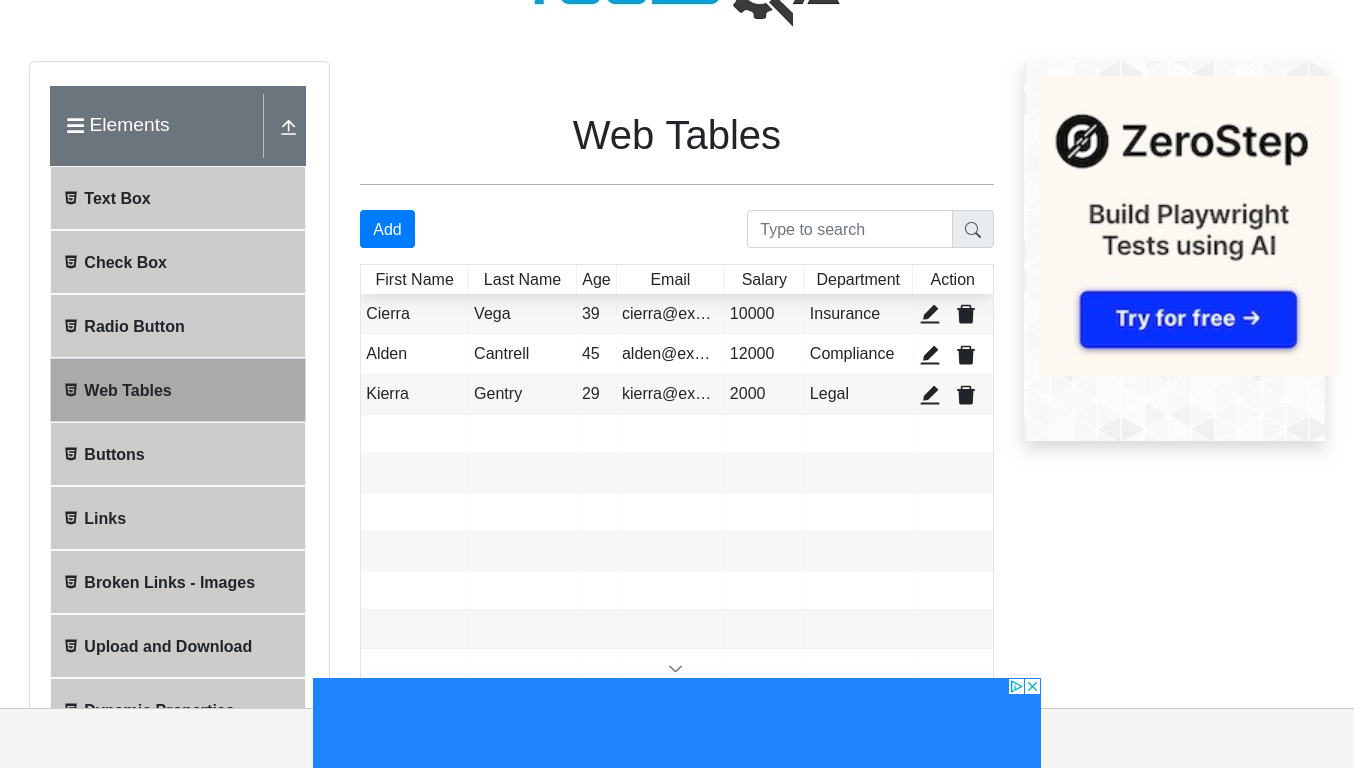 Elements
Text Box
Check Box
Radio Button
Web Tables
Buttons
Links
Broken Links - Images
Upload and Download
Web Tables
Add
Type to search
First Name Last Name Age Email Salary Department Action
Cierra Vega 39 cierra@ex… 10000 Insurance
Alden Cantrell 45 alden@ex… 12000 Compliance
Kierra Gentry 29 kierra@ex… 2000 Legal
ZeroStep
Build Playwright
Tests using AI
Try for free →